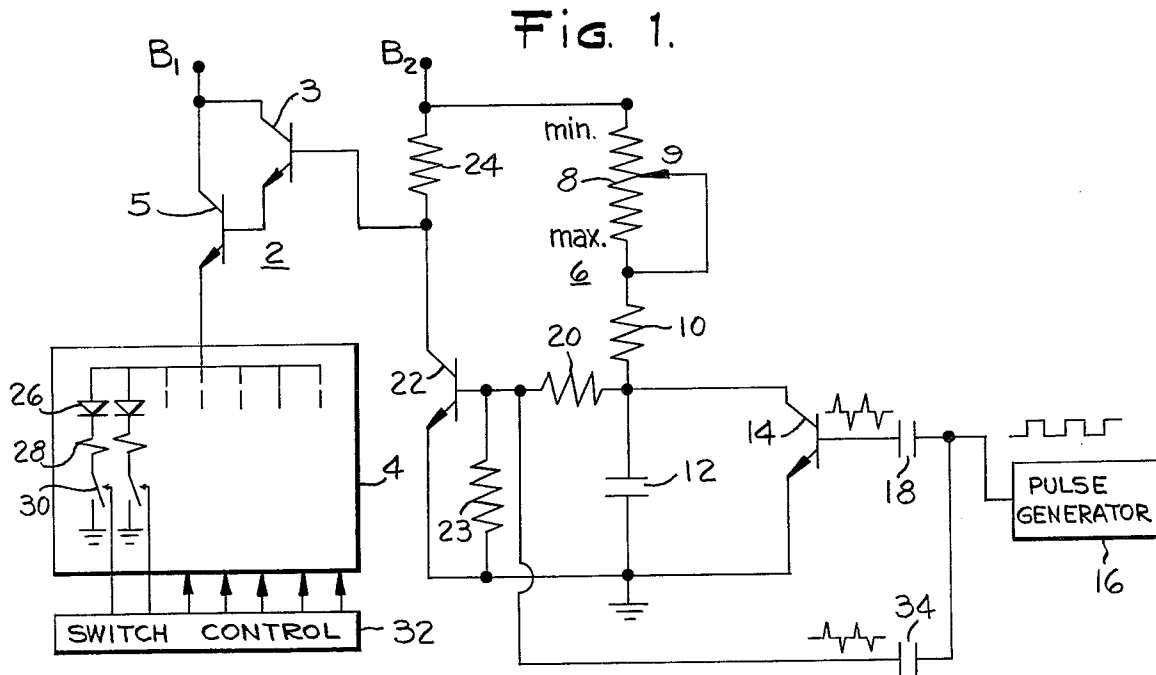 Fig. 1.
B1
B2
3
min.
9
24
8
5
max.
2
6
10
20
26
22
14
28
12
18
4
30
23
PULSE
GENERATOR
16
34
SWITCH CONTROL
32